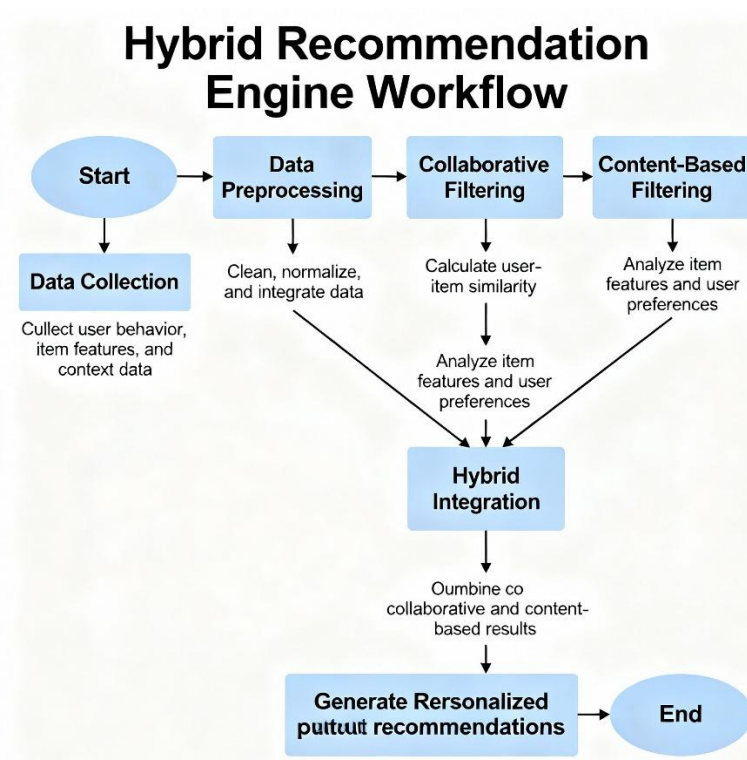 Hybrid Recommendation
Engine Workflow
Start
Data
Preprocessing
Collaborative
Filtering
Content-Based
Filtering
Data Collection
Cullect user behavior,
item features, and
context data
Clean, normalize,
and integrate data
Calculate user-
item similarity
Analyze item
features and user
preferences
Analyze item
features and user
preferences
Hybrid
Integration
Oumbine co
collaborative and content-
based results
Generate Rersonalized
recommendations
End